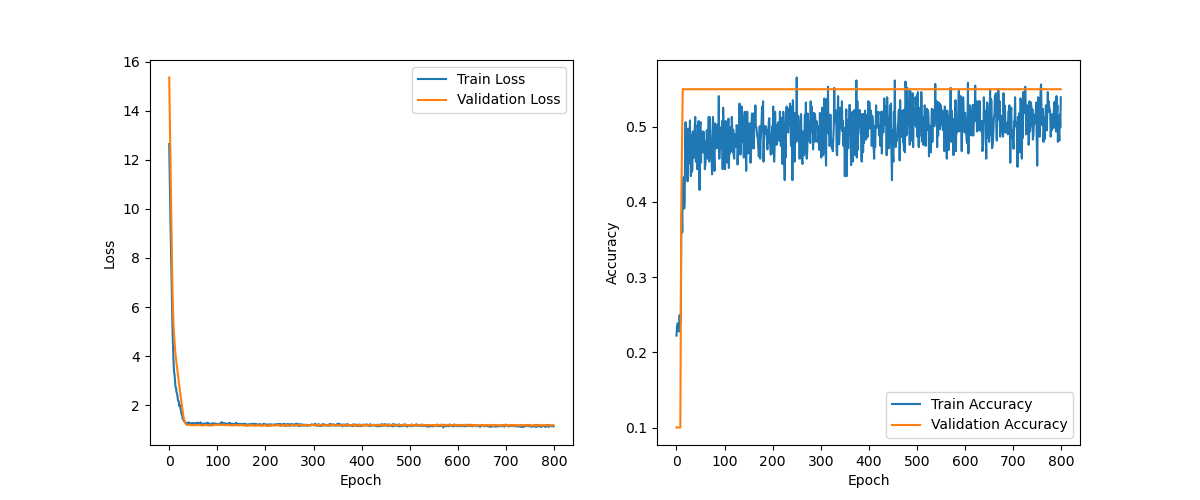 16
14
12
10
8
6
4
2
Loss
0 100 200 300 400 500 600 700 800
Epoch
Train Loss
Validation Loss
0.5
0.4
0.3
0.2
0.1
Accuracy
0 100 200 300 400 500 600 700 800
Epoch
Train Accuracy
Validation Accuracy